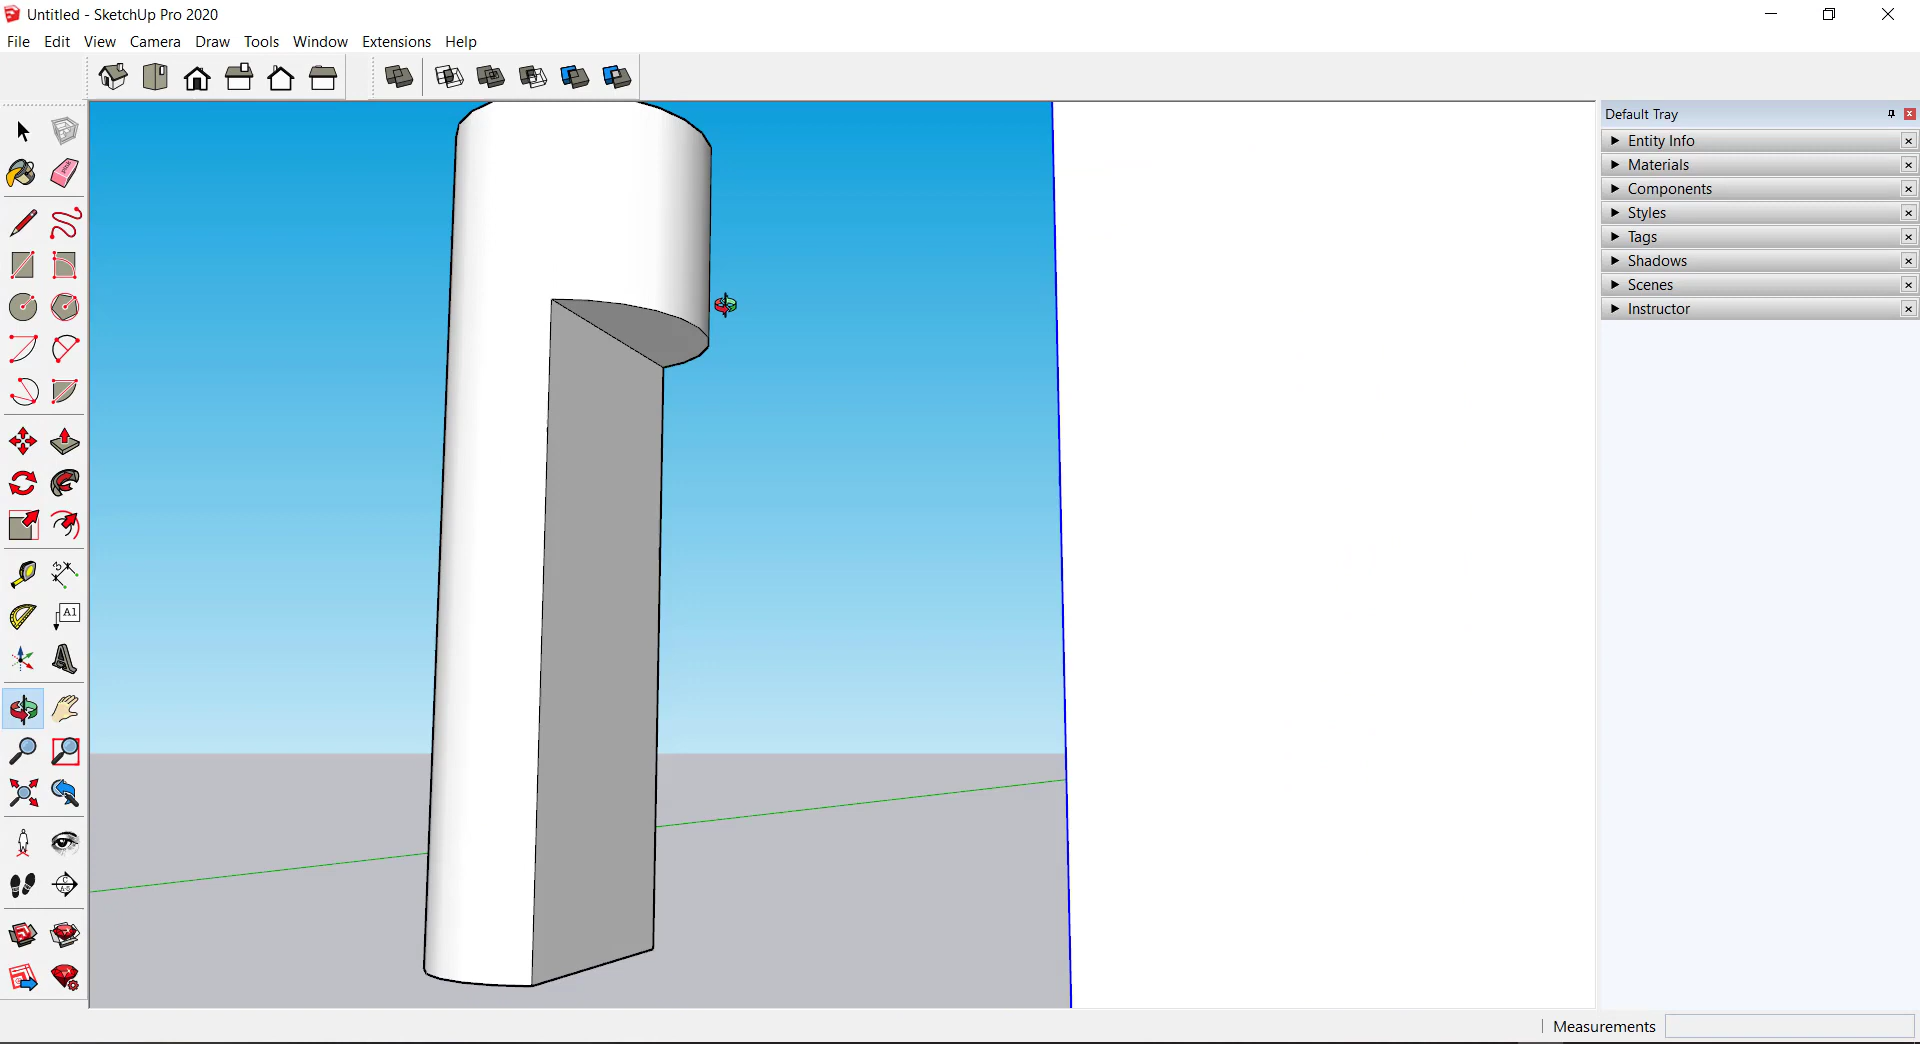 Untitled - SketchUp Pro 2020
File Edit View Camera Draw Tools Window Extensions Help
Default Tray
Entity Info
Materials
Components
Styles
Tags
Shadows
Scenes
Instructor
A1
Measurements